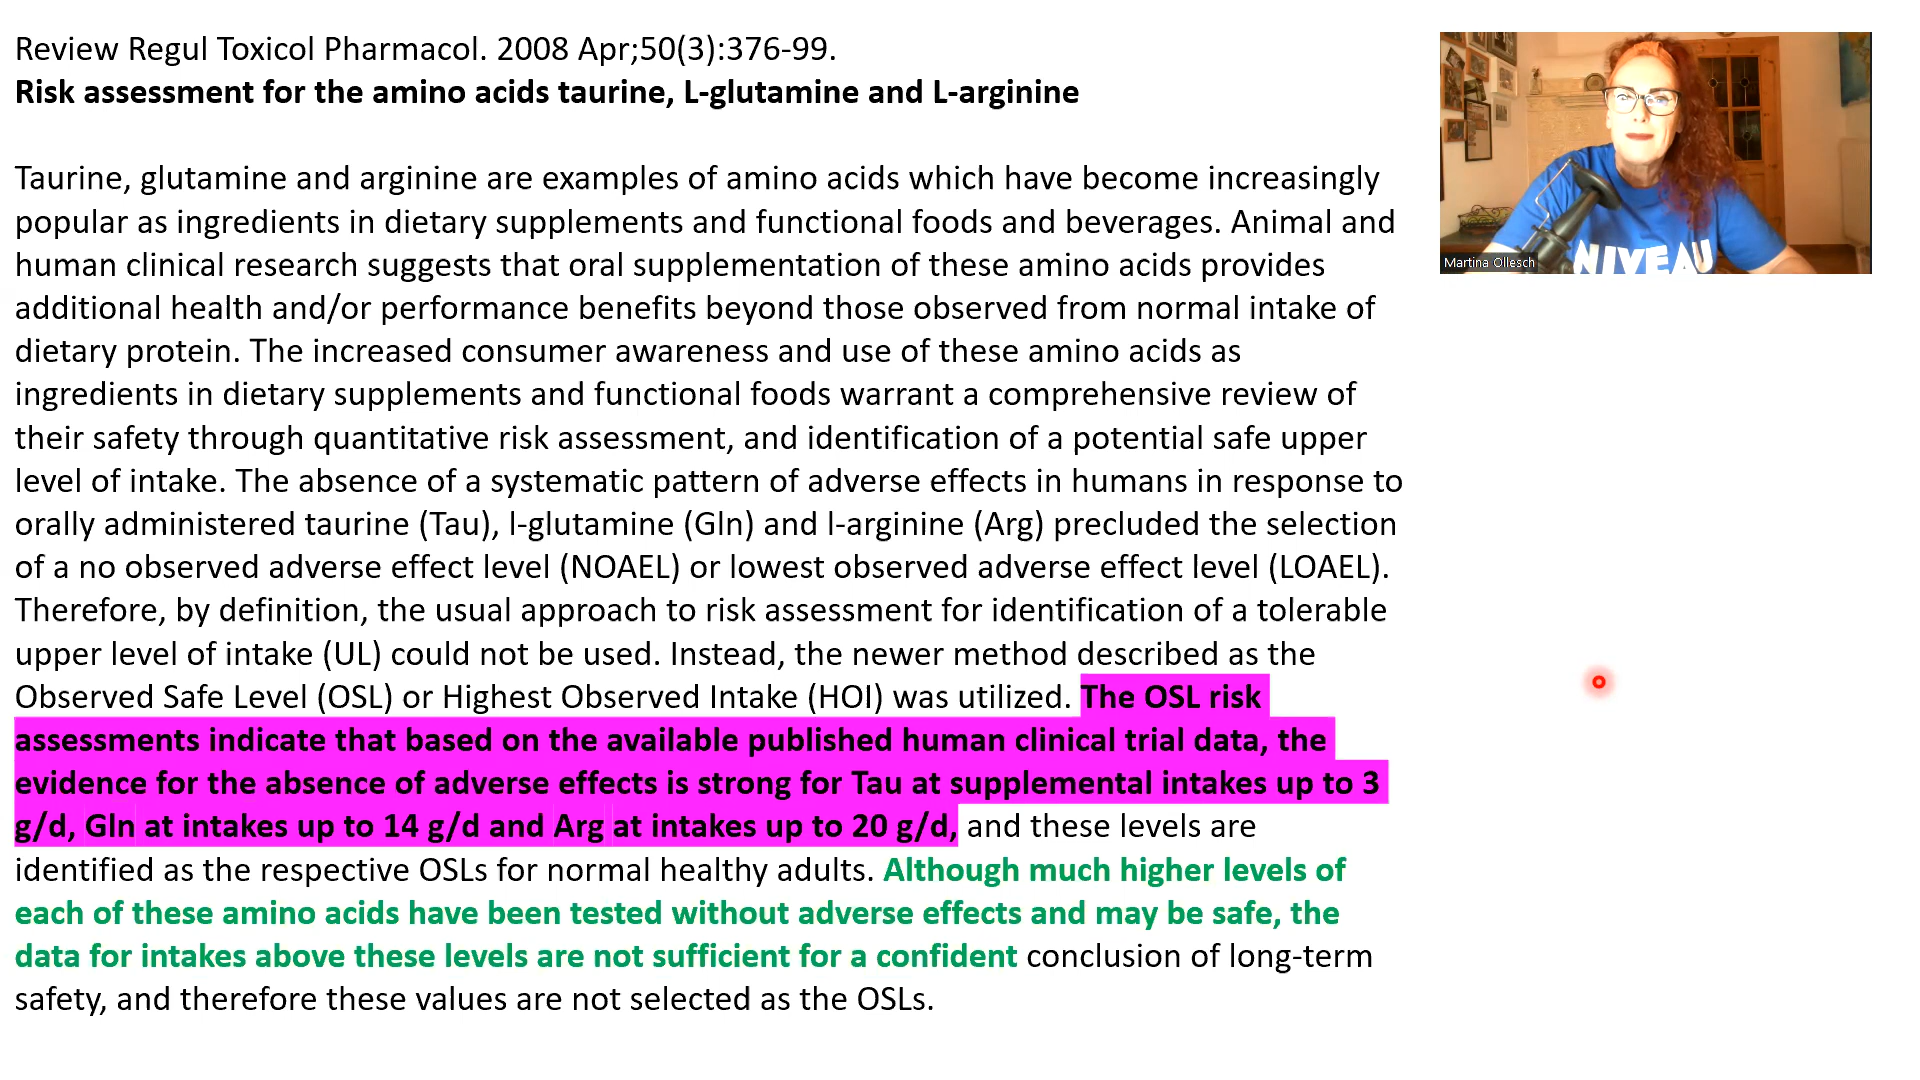 Review Regul Toxicol Pharmacol. 2008 Apr;50(3):376-99.
Risk assessment for the amino acids taurine, L-glutamine and L-arginine
Taurine, glutamine and arginine are examples of amino acids which have become increasingly
popular as ingredients in dietary supplements and functional foods and beverages. Animal and
human clinical research suggests that oral supplementation of these amino acids provides
additional health and/or performance benefits beyond those observed from normal intake of
dietary protein. The increased consumer awareness and use of these amino acids as
ingredients in dietary supplements and functional foods warrant a comprehensive review of
their safety through quantitative risk assessment, and identification of a potential safe upper
level of intake. The absence of a systematic pattern of adverse effects in humans in response to
orally administered taurine (Tau), l-glutamine (Gln) and l-arginine (Arg) precluded the selection
of a no observed adverse effect level (NOAEL) or lowest observed adverse effect level (LOAEL).
Therefore, by definition, the usual approach to risk assessment for identification of a tolerable
upper level of intake (UL) could not be used. Instead, the newer method described as the
Observed Safe Level (OSL) or Highest Observed Intake (HOI) was utilized. The OSL risk
assessments indicate that based on the available published human clinical trial data, the
evidence for the absence of adverse effects is strong for Tau at supplemental intakes up to 3
g/d, Gln at intakes up to 14 g/d and Arg at intakes up to 20 g/d, and these levels are
identified as the respective OSLs for normal healthy adults. Although much higher levels of
each of these amino acids have been tested without adverse effects and may be safe, the
data for intakes above these levels are not sufficient for a confident conclusion of long-term
safety, and therefore these values are not selected as the OSLs.
NIVEAU
Martina Ollesch